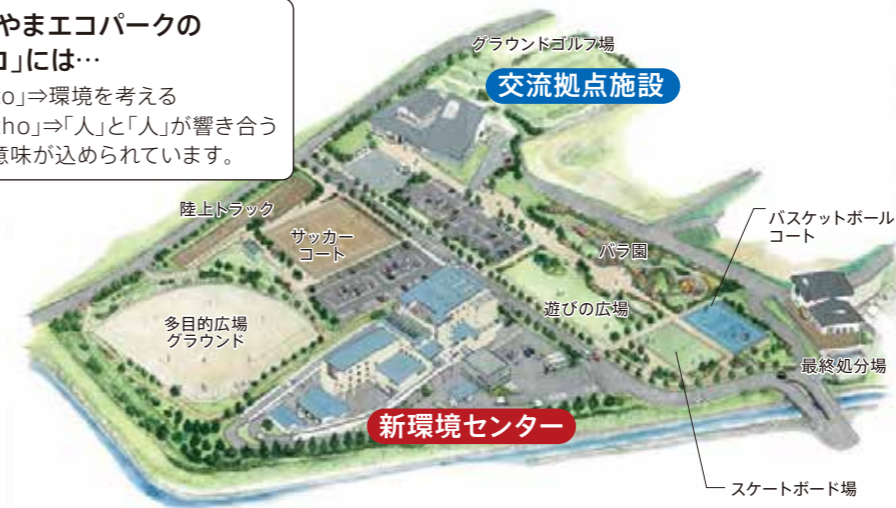 やまエコパークの
コ」には…
o」⇒環境を考える
ho」⇒「人」と「人」が響き合う
意味が込められています。
グラウンドゴルフ場
交流拠点施設
陸上トラック
サッカー
コート
バスケットボール
コート
バラ園
遊びの広場
多目的広場
グラウンド
最終処分場
新環境センター
スケートボード場